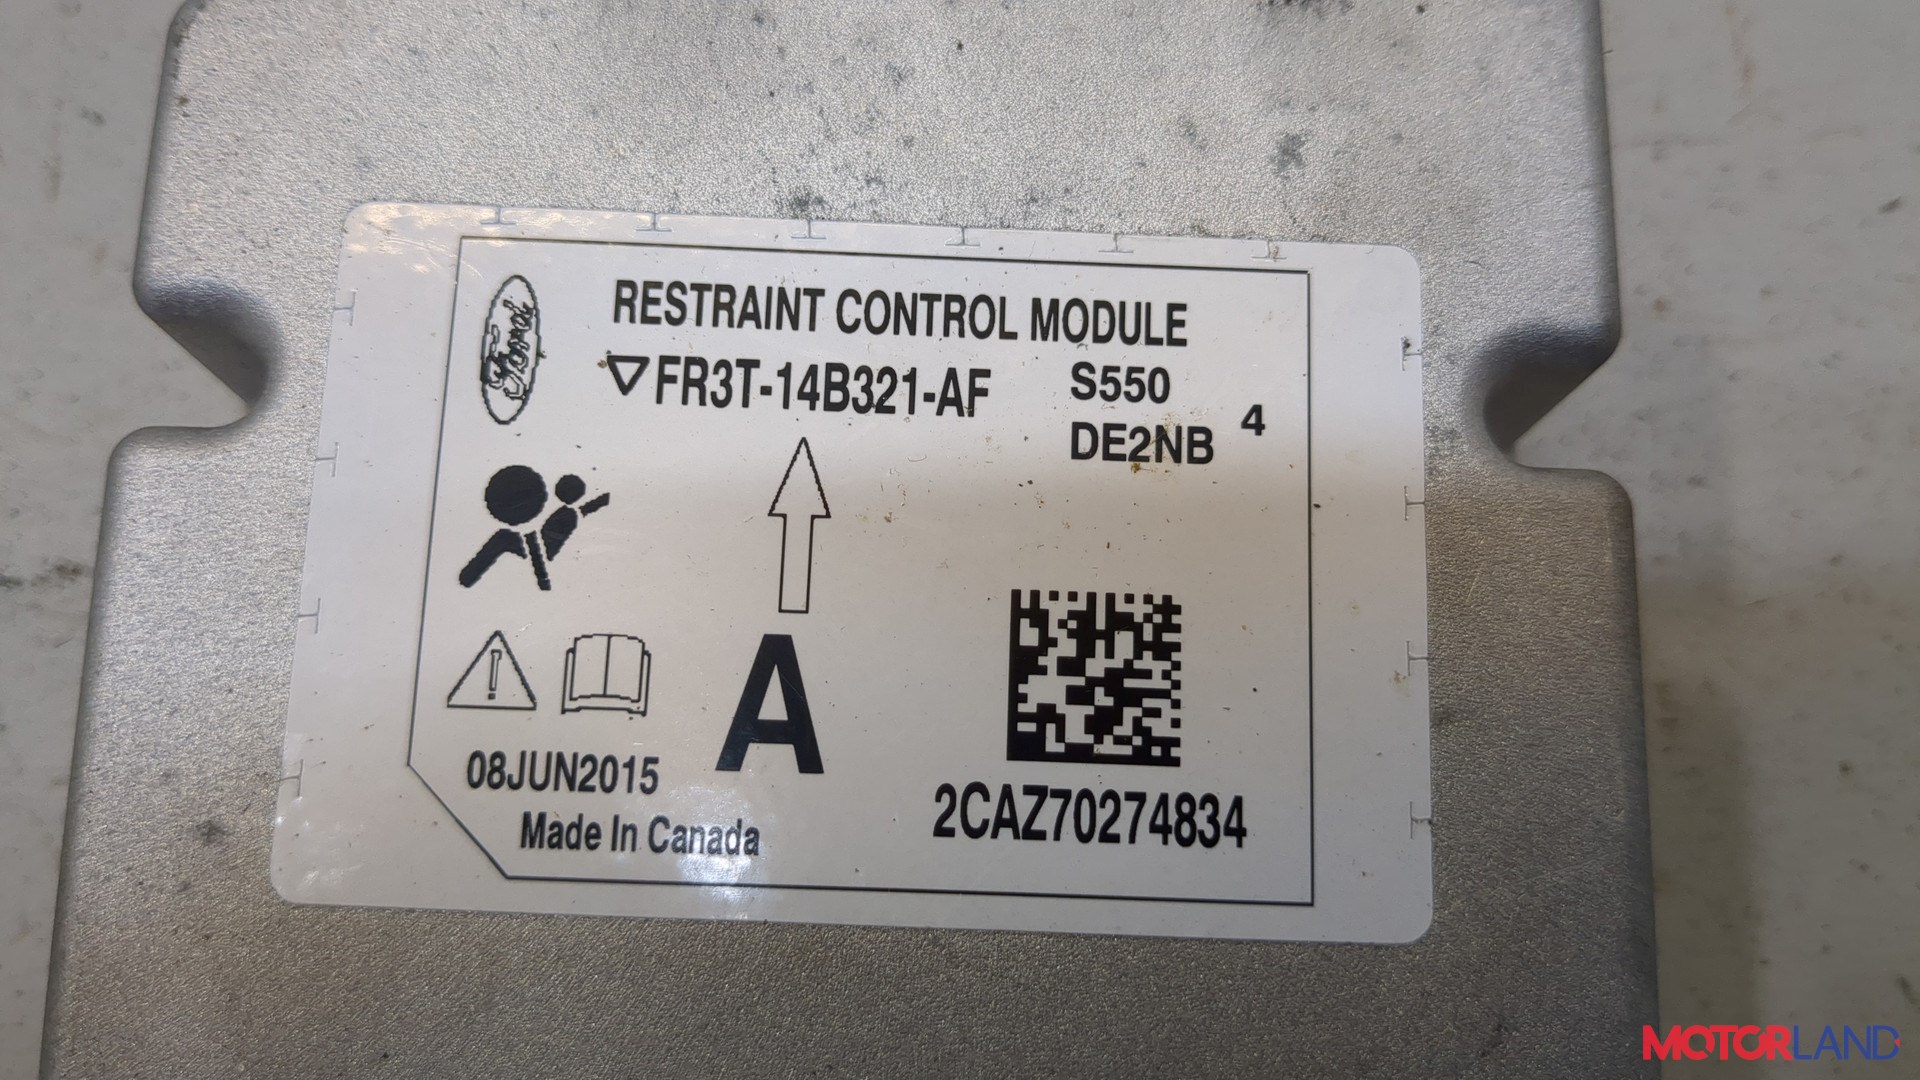 Ford
RESTRAINT CONTROL MODULE
FR3T-14B321-AF
S550
DE2NB
4
A
08JUN2015
Made In Canada
2CAZ70274834
MOTORLAND